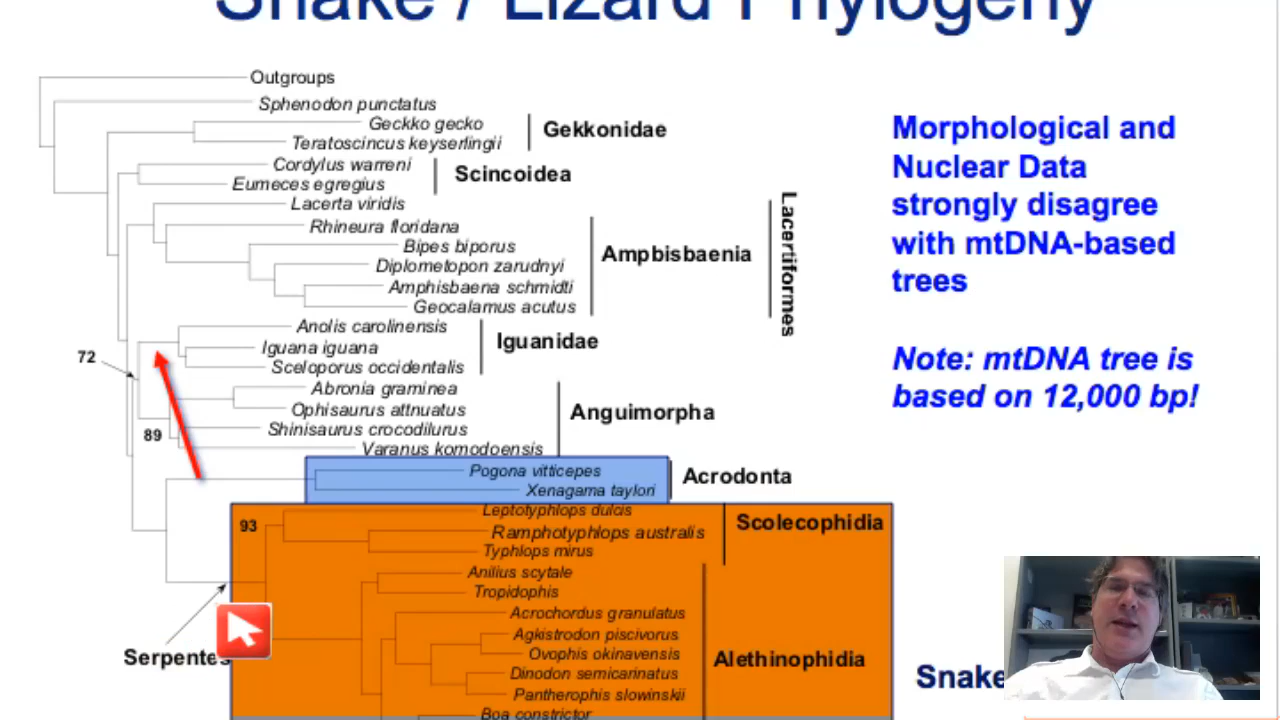 Snake / Lizard Phylogeny
Outgroups
Sphenodon punctatus
Geckko gecko
Teratoscincus keyserlingii
Gekkonidae
Cordylus warreni
Eumeces egregius
Scincoidea
Lacerta viridis
Rhineura floridana
Bipes biporus
Diplometopon zarudnyi
Amphisbaena schmidti
Geocalamus acutus
Ampbisbaenia
Lacertiformes
Anolis carolinensis
Iguana iguana
Sceloporus occidentalis
Iguanidae
72
Abronia graminea
Ophisaurus attnuatus
Shinisaurus crocodilurus
Varanus komodoensis
Anguimorpha
89
Pogona vitticepes
Xenagama taylori
Acrodonta
93
Leptotyphlops dulcis
Ramphotyphlops australis
Typhlops mirus
Scolecophidia
Anilius scytale
Tropidophis
Acrochordus granulatus
Agkistrodon piscivorus
Ovophis okinavensis
Dinodon semicarinatus
Pantherophis slowinskii
Boa constrictor
Alethinophidia
Serpentes
Morphological and
Nuclear Data
strongly disagree
with mtDNA-based
trees
Note: mtDNA tree is
based on 12,000 bp!
Snake